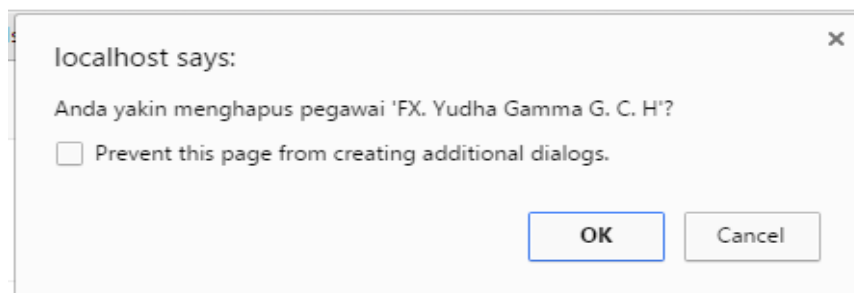 localhost says:
Anda yakin menghapus pegawai 'FX. Yudha Gamma G. C. H'?
Prevent this page from creating additional dialogs.
OK Cancel